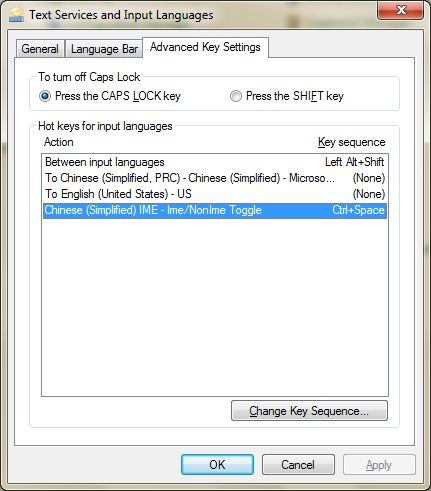 Text Services and Input Languages
General Language Bar Advanced Key Settings
To turn off Caps Lock
Press the CAPS LOCK key Press the SHIFT key
Hot keys for input languages
Action Key sequence
Between input languages Left Alt+Shift
To Chinese (Simplified, PRC) - Chinese (Simplified) - Microso... (None)
To English (United States) - US (None)
Chinese (Simplified) IME - Ime/NonIme Toggle Ctrl+Space
Change Key Sequence...
OK Cancel Apply